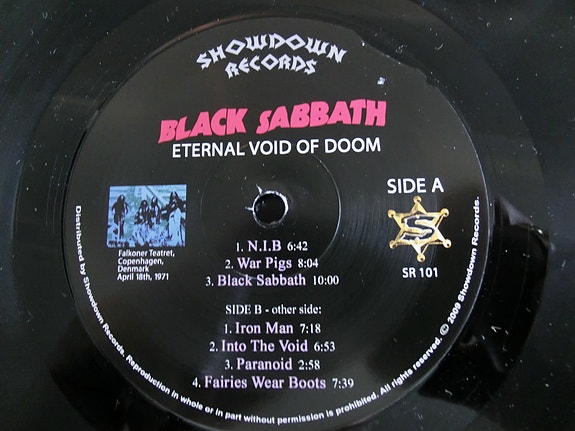 SHOWDOWN
RECORDS
BLACK SABBATH
ETERNAL VOID OF DOOM
SIDE A
S
SR 101
Falkoner Teatret,
Copenhagen,
Denmark
April 18th, 1971
1. N.I.B 6:42
2. War Pigs 8:04
3. Black Sabbath 10:00
SIDE B - other side:
1. Iron Man 7:18
2. Into The Void 6:53
3. Paranoid 2:58
4. Fairies Wear Boots 7:39
Distributed by Showdown Records. Reproduction in whole or in part without permission is prohibited. All rights reserved. © 2009 Showdown Records.